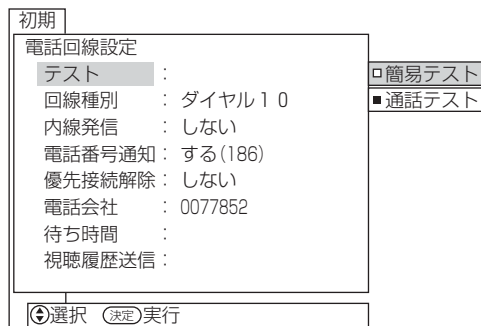 初期
電話回線設定
テスト :
□簡易テスト
回線種別 : ダイヤル10
■通話テスト
内線発信 : しない
電話番号通知 : する(186)
優先接続解除 : しない
電話会社 : 0077852
待ち時間 :
視聴履歴送信 :
選択 決定 実行